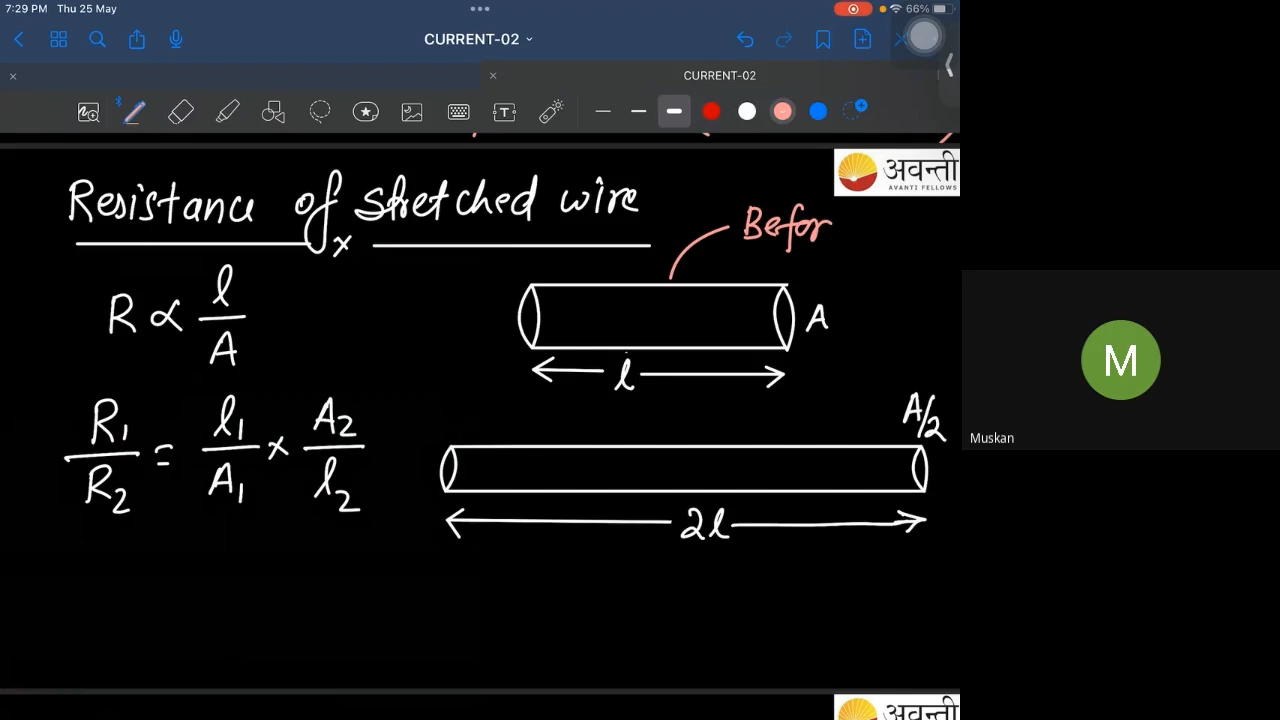 7:29 PM Thu 25 May
66%
CURRENT-02
CURRENT-02
अवन्ती
AVANTI FELLOWS
Resistance of stretched wire
Befor
R ∝ l/A
A
l
R₁/R₂ = l₁/A₁ × A₂/l₂
A/2
2l
Muskan
M
अवन्ती